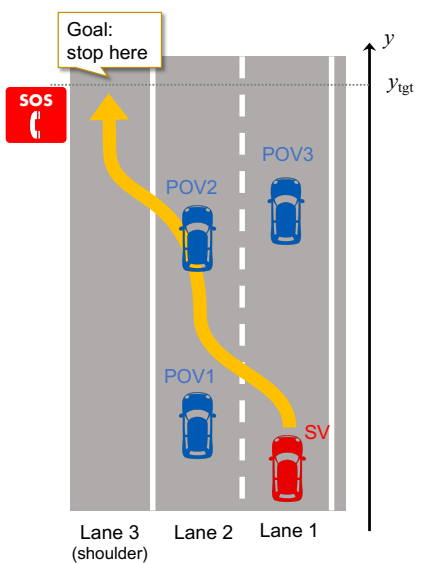 Goal:
stop here
y
SOS
y_tgt
POV3
POV2
POV1
SV
Lane 3
(shoulder)
Lane 2
Lane 1